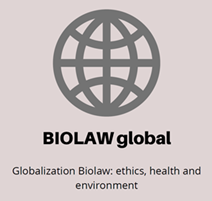 BIOLAW global
Globalization Biolaw: ethics, health and
environment